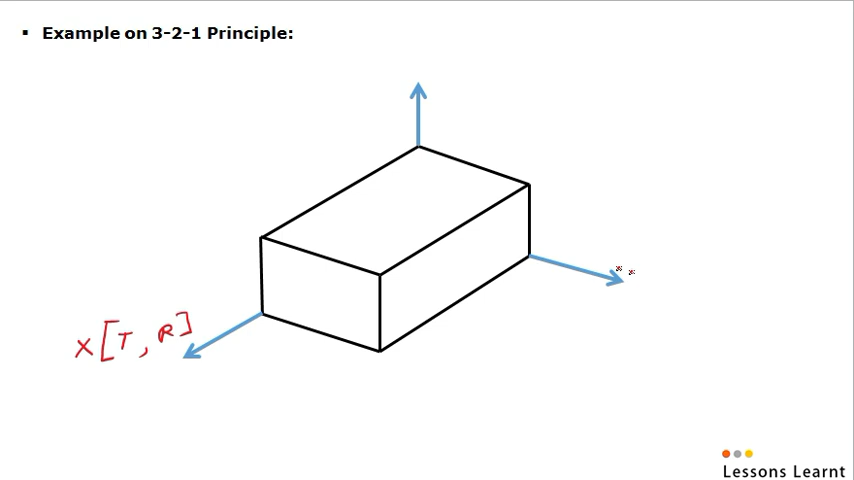 ▪ Example on 3-2-1 Principle:
X[T, R]
Lessons Learnt